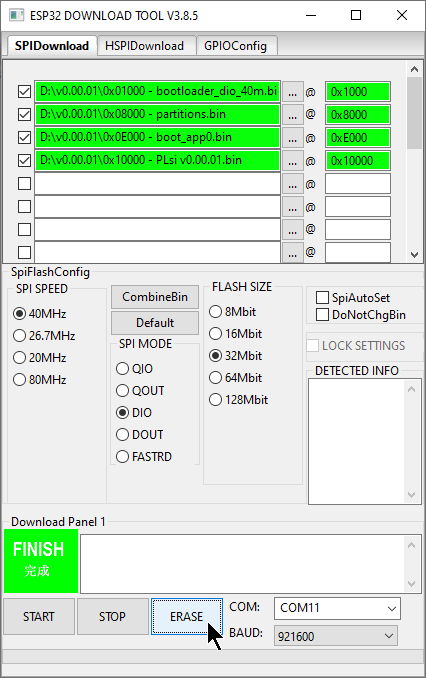 ESP32 DOWNLOAD TOOL V3.8.5
SPIDownload HSPIDownload GPIOConfig
D:\v0.00.01\0x01000 - bootloader_dio_40m.bi ... @ 0x1000
D:\v0.00.01\0x08000 - partitions.bin ... @ 0x8000
D:\v0.00.01\0x0E000 - boot_app0.bin ... @ 0xE000
D:\v0.00.01\0x10000 - PLsi v0.00.01.bin ... @ 0x10000
... @
... @
... @
... @
SpiFlashConfig
SPI SPEED
40MHz
26.7MHz
20MHz
80MHz
CombineBin
Default
SPI MODE
QIO
QOUT
DIO
DOUT
FASTRD
FLASH SIZE
8Mbit
16Mbit
32Mbit
64Mbit
128Mbit
SpiAutoSet
DoNotChgBin
LOCK SETTINGS
DETECTED INFO
Download Panel 1
FINISH
完成
START STOP ERASE
COM: COM11
BAUD: 921600